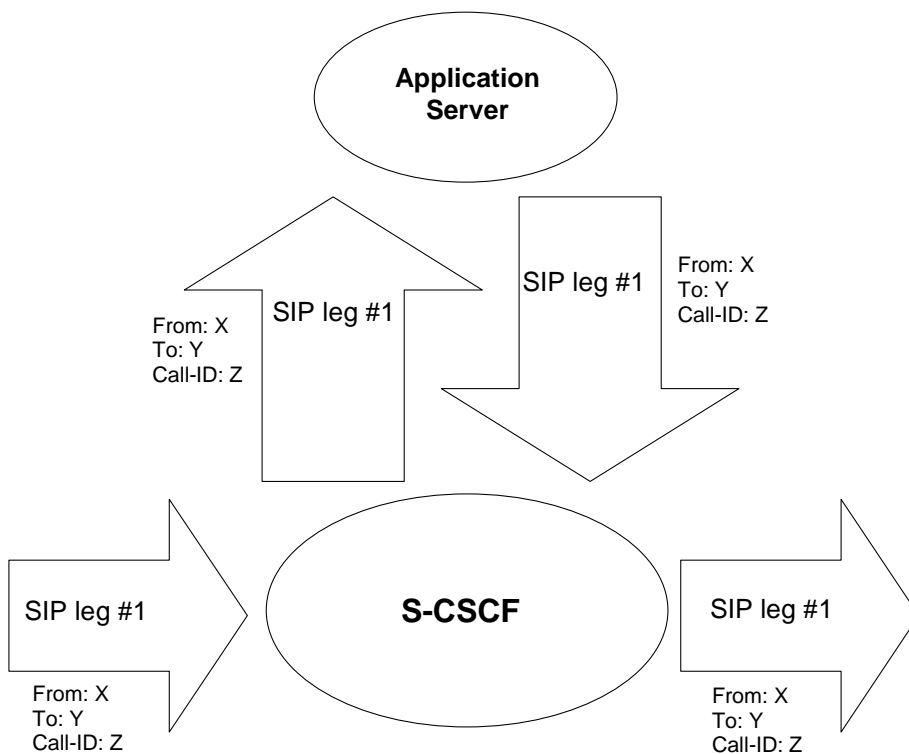 Application
Server
SIP leg #1
From: X
To: Y
Call-ID: Z
SIP leg #1
From: X
To: Y
Call-ID: Z
SIP leg #1
From: X
To: Y
Call-ID: Z
S-CSCF
SIP leg #1
From: X
To: Y
Call-ID: Z